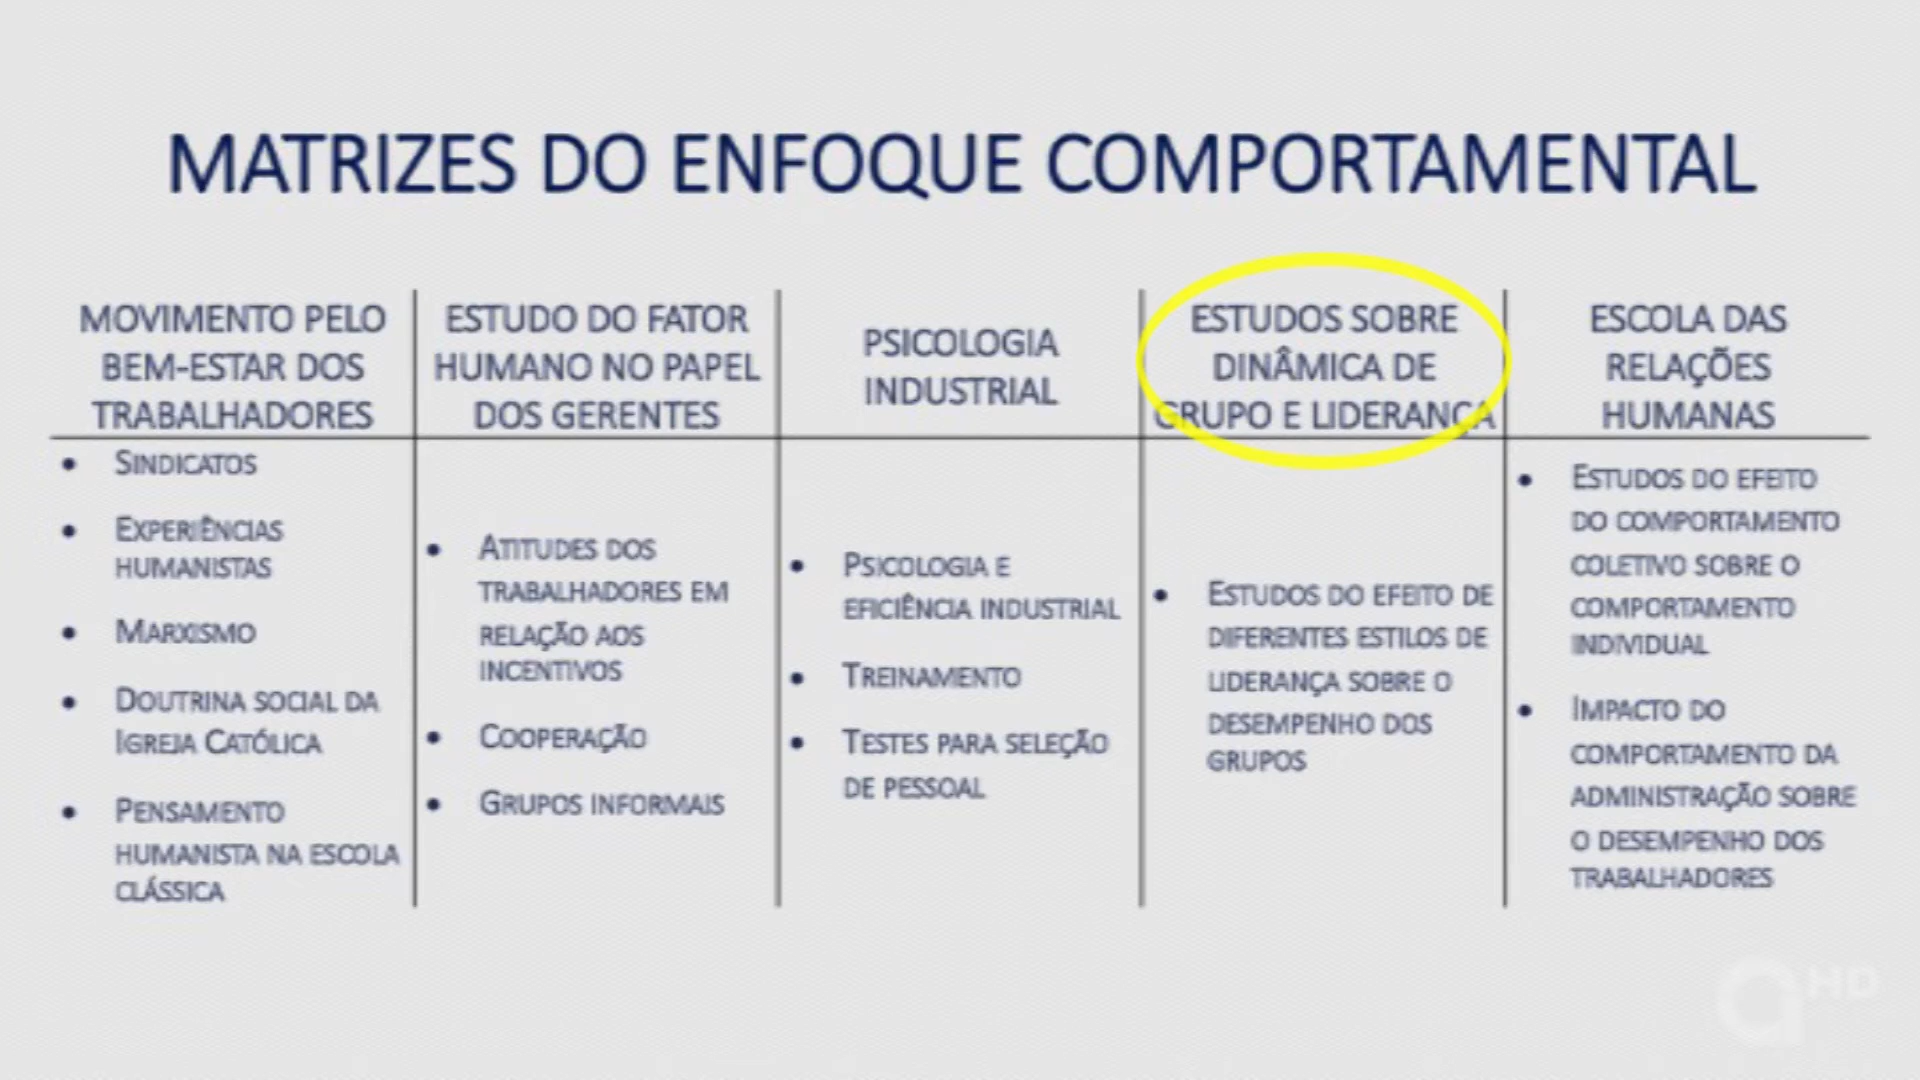 MATRIZES DO ENFOQUE COMPORTAMENTAL
MOVIMENTO PELO
BEM-ESTAR DOS
TRABALHADORES
• SINDICATOS
• EXPERIÊNCIAS
HUMANISTAS
• MARXISMO
• DOUTRINA SOCIAL DA
IGREJA CATÓLICA
• PENSAMENTO
HUMANISTA NA ESCOLA
CLÁSSICA
ESTUDO DO FATOR
HUMANO NO PAPEL
DOS GERENTES
• ATITUDES DOS
TRABALHADORES EM
RELAÇÃO AOS
INCENTIVOS
• COOPERAÇÃO
• GRUPOS INFORMAIS
PSICOLOGIA
INDUSTRIAL
• PSICOLOGIA E
EFICIÊNCIA INDUSTRIAL
• TREINAMENTO
• TESTES PARA SELEÇÃO
DE PESSOAL
ESTUDOS SOBRE
DINÂMICA DE
GRUPO E LIDERANÇA
• ESTUDOS DO EFEITO DE
DIFERENTES ESTILOS DE
LIDERANÇA SOBRE O
DESEMPENHO DOS
GRUPOS
ESCOLA DAS
RELAÇÕES
HUMANAS
• ESTUDOS DO EFEITO
DO COMPORTAMENTO
COLETIVO SOBRE O
COMPORTAMENTO
INDIVIDUAL
• IMPACTO DO
COMPORTAMENTO DA
ADMINISTRAÇÃO SOBRE
O DESEMPENHO DOS
TRABALHADORES
a HD